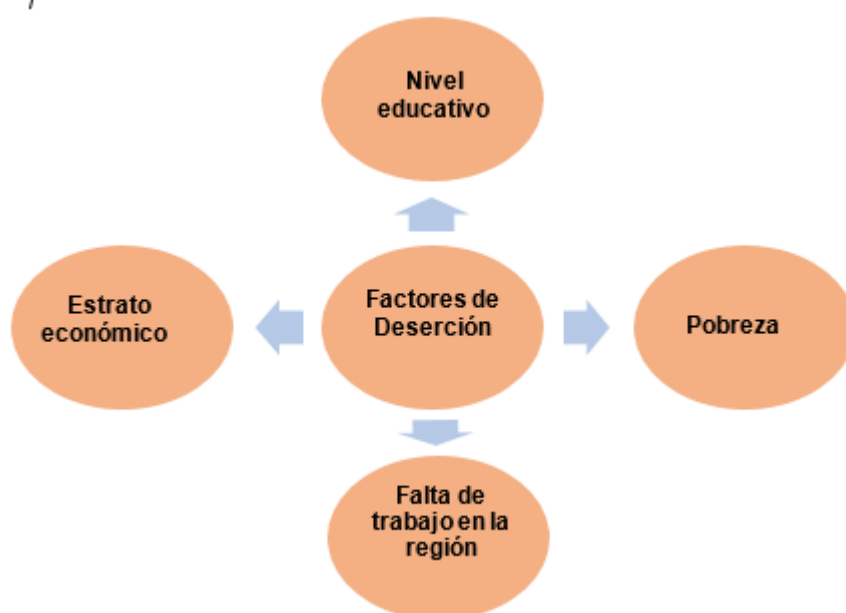 Nivel
educativo
Estrato
económico
Factores de
Deserción
Pobreza
Falta de
trabajo en la
región